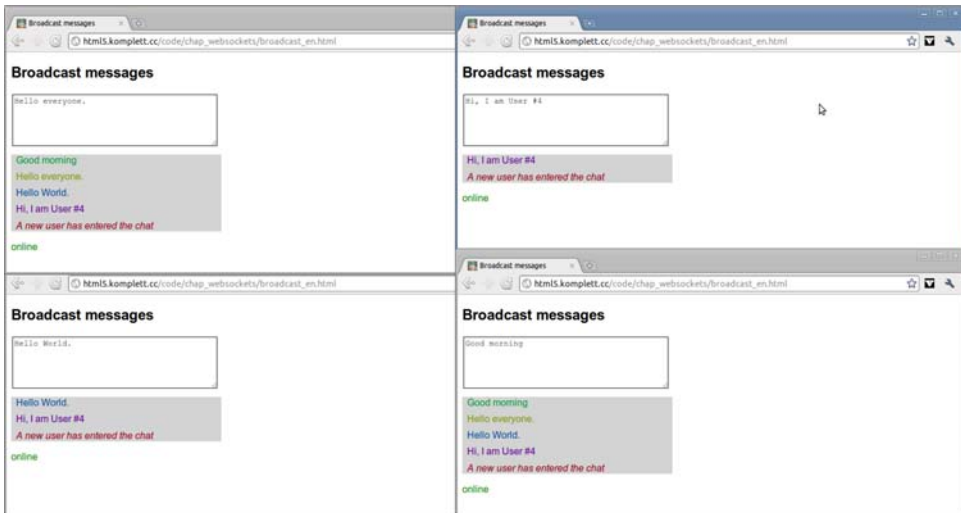 Broadcast messages
html5.komplett.cc/code/chap_websockets/broadcast_en.html
Broadcast messages
Hello everyone.
Good morning
Hello everyone.
Hello World.
Hi, I am User #4
A new user has entered the chat
online
Broadcast messages
html5.komplett.cc/code/chap_websockets/broadcast_en.html
Broadcast messages
Hi, I am User #4
Hi, I am User #4
A new user has entered the chat
online
html5.komplett.cc/code/chap_websockets/broadcast_en.html
Broadcast messages
Hello World.
Hello World.
Hi, I am User #4
A new user has entered the chat
online
Broadcast messages
html5.komplett.cc/code/chap_websockets/broadcast_en.html
Broadcast messages
Good morning
Good morning
Hello everyone.
Hello World.
Hi, I am User #4
A new user has entered the chat
online